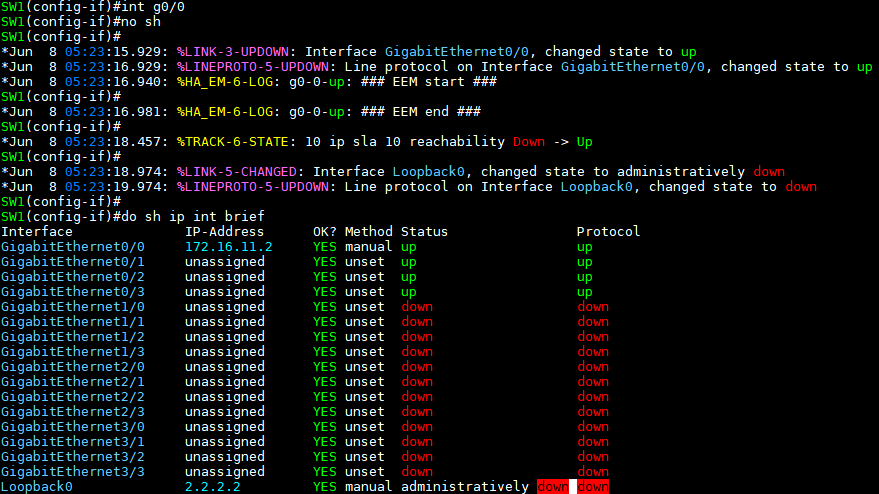 SW1(config-if)#int g0/0
SW1(config-if)#no sh
SW1(config-if)#
*Jun  8 05:23:15.929: %LINK-3-UPDOWN: Interface GigabitEthernet0/0, changed state to up
*Jun  8 05:23:16.929: %LINEPROTO-5-UPDOWN: Line protocol on Interface GigabitEthernet0/0, changed state to up
*Jun  8 05:23:16.940: %HA_EM-6-LOG: g0-0-up: ### EEM start ###
SW1(config-if)#
*Jun  8 05:23:16.981: %HA_EM-6-LOG: g0-0-up: ### EEM end ###
SW1(config-if)#
*Jun  8 05:23:18.457: %TRACK-6-STATE: 10 ip sla 10 reachability Down -> Up
SW1(config-if)#
*Jun  8 05:23:18.974: %LINK-5-CHANGED: Interface Loopback0, changed state to administratively down
*Jun  8 05:23:19.974: %LINEPROTO-5-UPDOWN: Line protocol on Interface Loopback0, changed state to down
SW1(config-if)#
SW1(config-if)#do sh ip int brief
Interface              IP-Address      OK? Method Status                Protocol
GigabitEthernet0/0     172.16.11.2     YES manual up                    up
GigabitEthernet0/1     unassigned      YES unset  up                    up
GigabitEthernet0/2     unassigned      YES unset  up                    up
GigabitEthernet0/3     unassigned      YES unset  up                    up
GigabitEthernet1/0     unassigned      YES unset  down                  down
GigabitEthernet1/1     unassigned      YES unset  down                  down
GigabitEthernet1/2     unassigned      YES unset  down                  down
GigabitEthernet1/3     unassigned      YES unset  down                  down
GigabitEthernet2/0     unassigned      YES unset  down                  down
GigabitEthernet2/1     unassigned      YES unset  down                  down
GigabitEthernet2/2     unassigned      YES unset  down                  down
GigabitEthernet2/3     unassigned      YES unset  down                  down
GigabitEthernet3/0     unassigned      YES unset  down                  down
GigabitEthernet3/1     unassigned      YES unset  down                  down
GigabitEthernet3/2     unassigned      YES unset  down                  down
GigabitEthernet3/3     unassigned      YES unset  down                  down
Loopback0              2.2.2.2         YES manual administratively down down